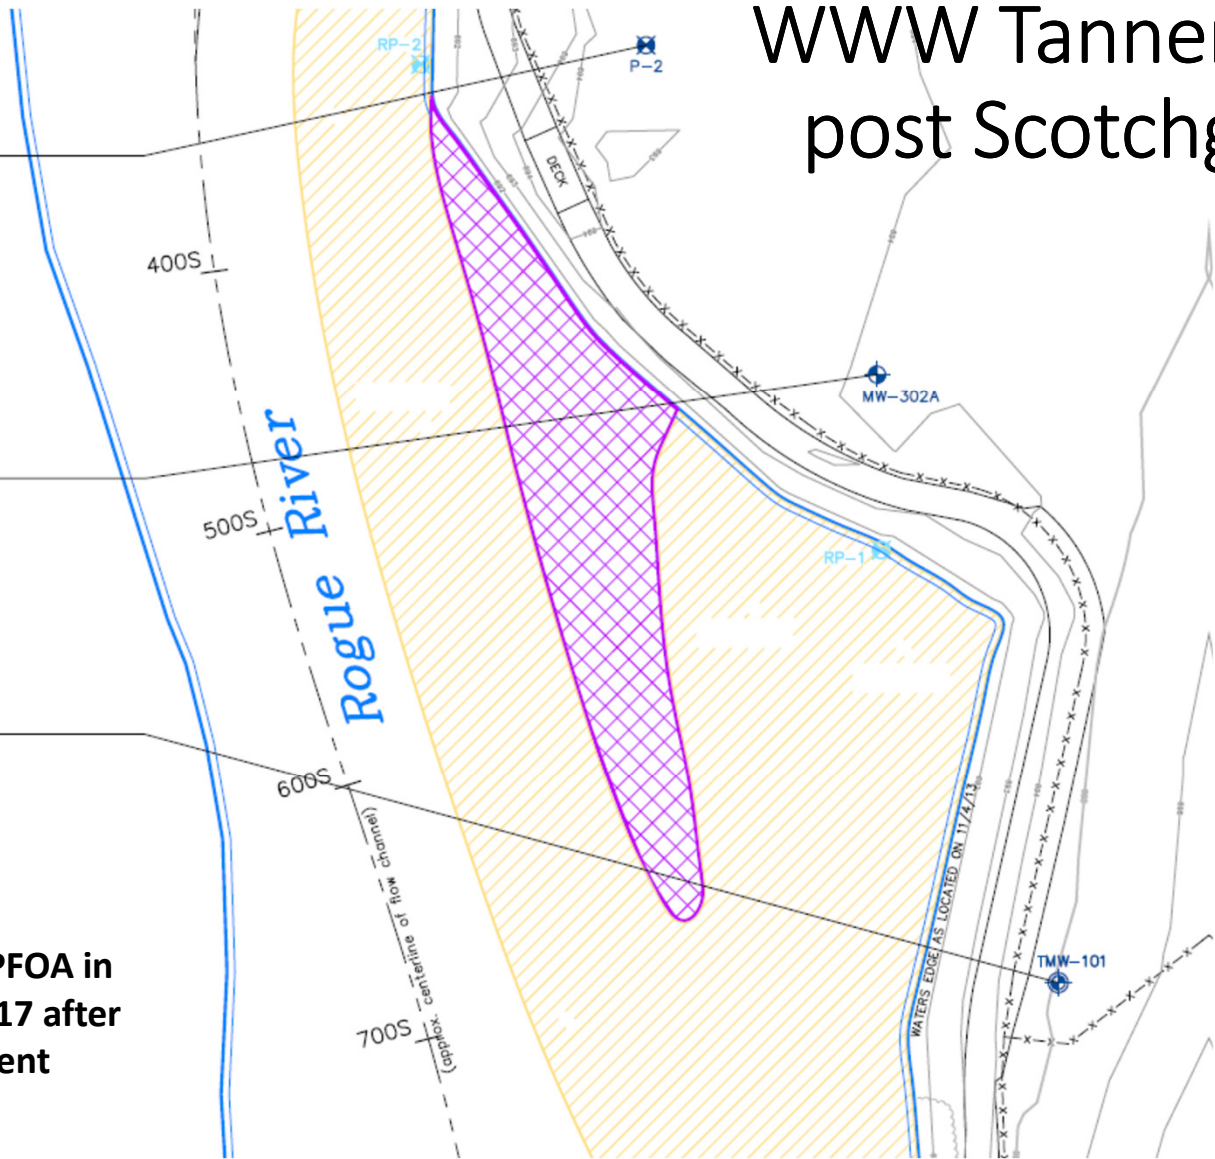 WWW Tanner
post Scotchg
RP-2
P-2
DECK
400S
MW-302A
500S
Rogue River
RP-1
600S
(approx. centerline of flow channel)
WATERS EDGE AS LOCATED ON 11/4/13
PFOA in
17 after
ent
TMW-101
700S